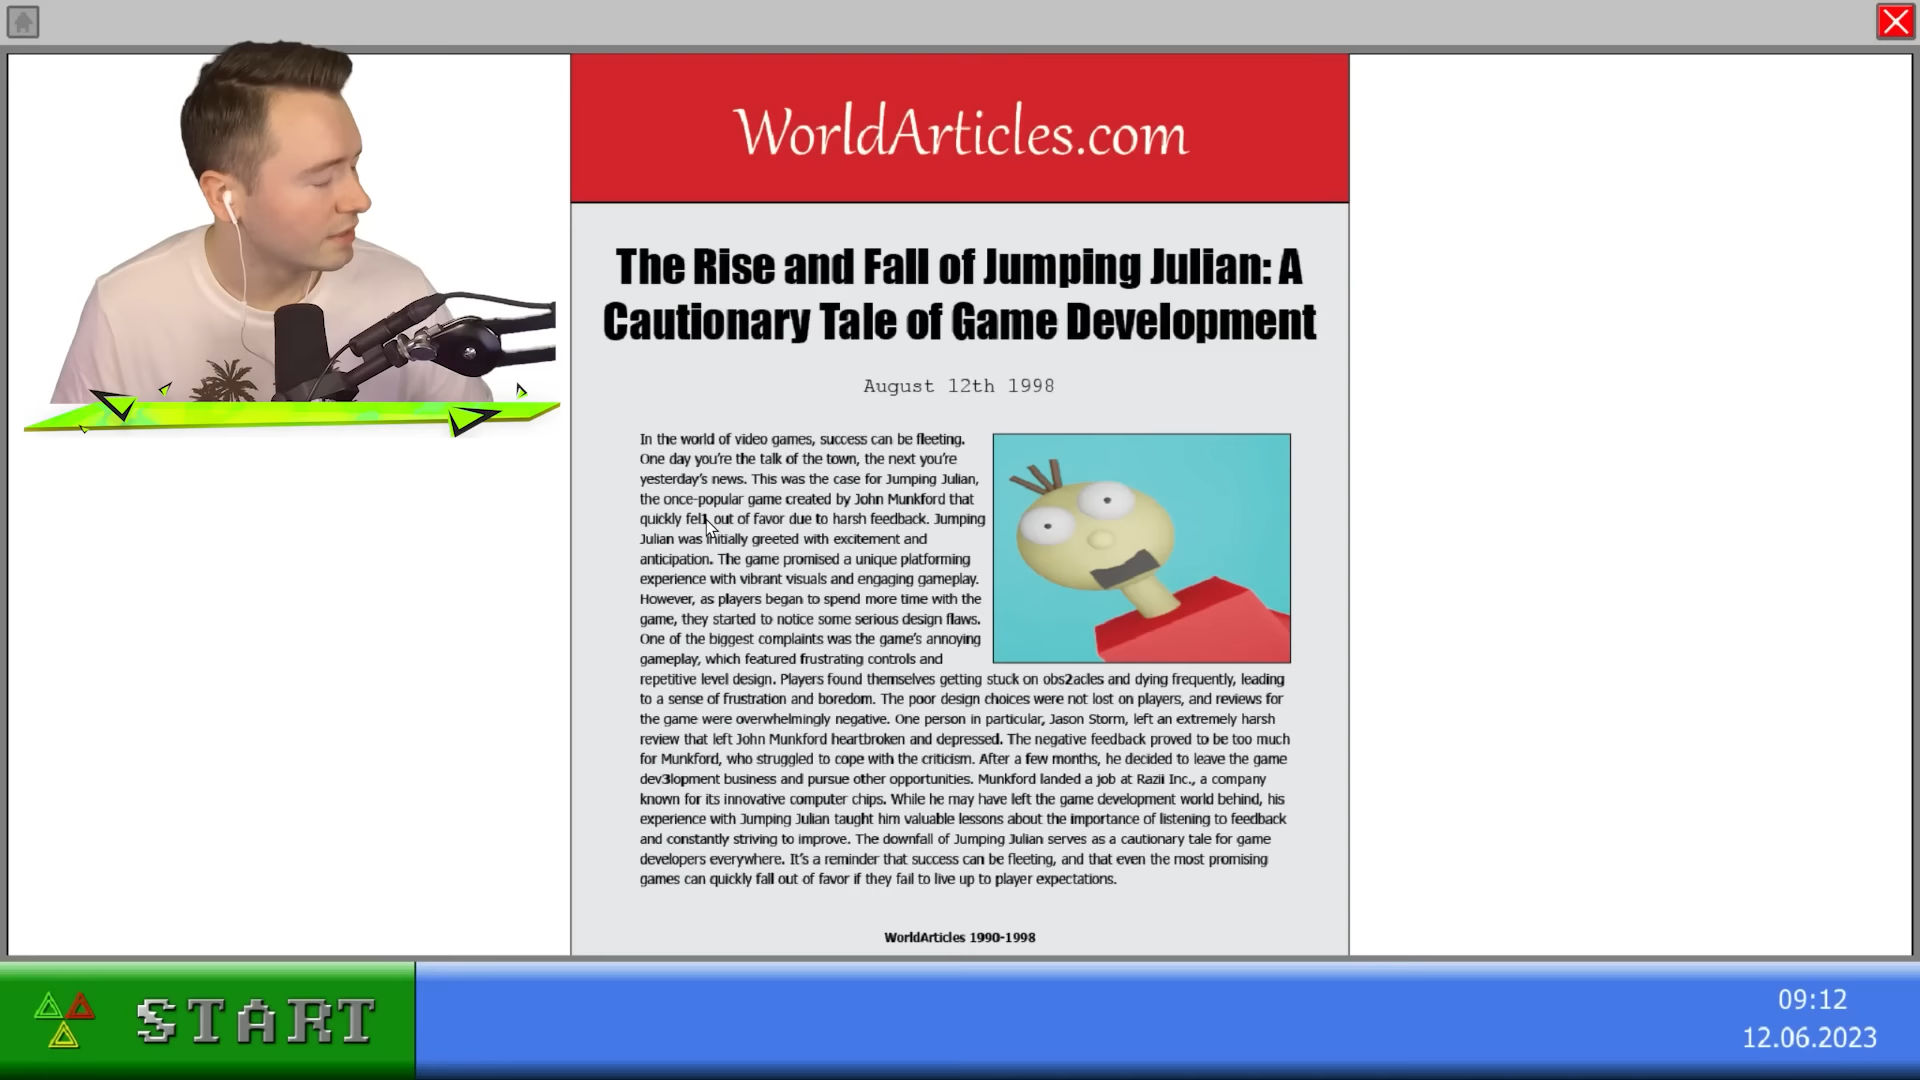 WorldArticles.com
The Rise and Fall of Jumping Julian: A
Cautionary Tale of Game Development
August 12th 1998
In the world of video games, success can be fleeting.
One day you're the talk of the town, the next you're
yesterday's news. This was the case for Jumping Julian,
the once-popular game created by John Munkford that
quickly fel1 out of favor due to harsh feedback. Jumping
Julian was initially greeted with excitement and
anticipation. The game promised a unique platforming
experience with vibrant visuals and engaging gameplay.
However, as players began to spend more time with the
game, they started to notice some serious design flaws.
One of the biggest complaints was the game's annoying
gameplay, which featured frustrating controls and
repetitive level design. Players found themselves getting stuck on obs2acles and dying frequently, leading
to a sense of frustration and boredom. The poor design choices were not lost on players, and reviews for
the game were overwhelmingly negative. One person in particular, Jason Storm, left an extremely harsh
review that left John Munkford heartbroken and depressed. The negative feedback proved to be too much
for Munkford, who struggled to cope with the criticism. After a few months, he decided to leave the game
dev3lopment business and pursue other opportunities. Munkford landed a job at Razii Inc., a company
known for its innovative computer chips. While he may have left the game development world behind, his
experience with Jumping Julian taught him valuable lessons about the importance of listening to feedback
and constantly striving to improve. The downfall of Jumping Julian serves as a cautionary tale for game
developers everywhere. It's a reminder that success can be fleeting, and that even the most promising
games can quickly fall out of favor if they fail to live up to player expectations.
WorldArticles 1990-1998
START
09:12
12.06.2023